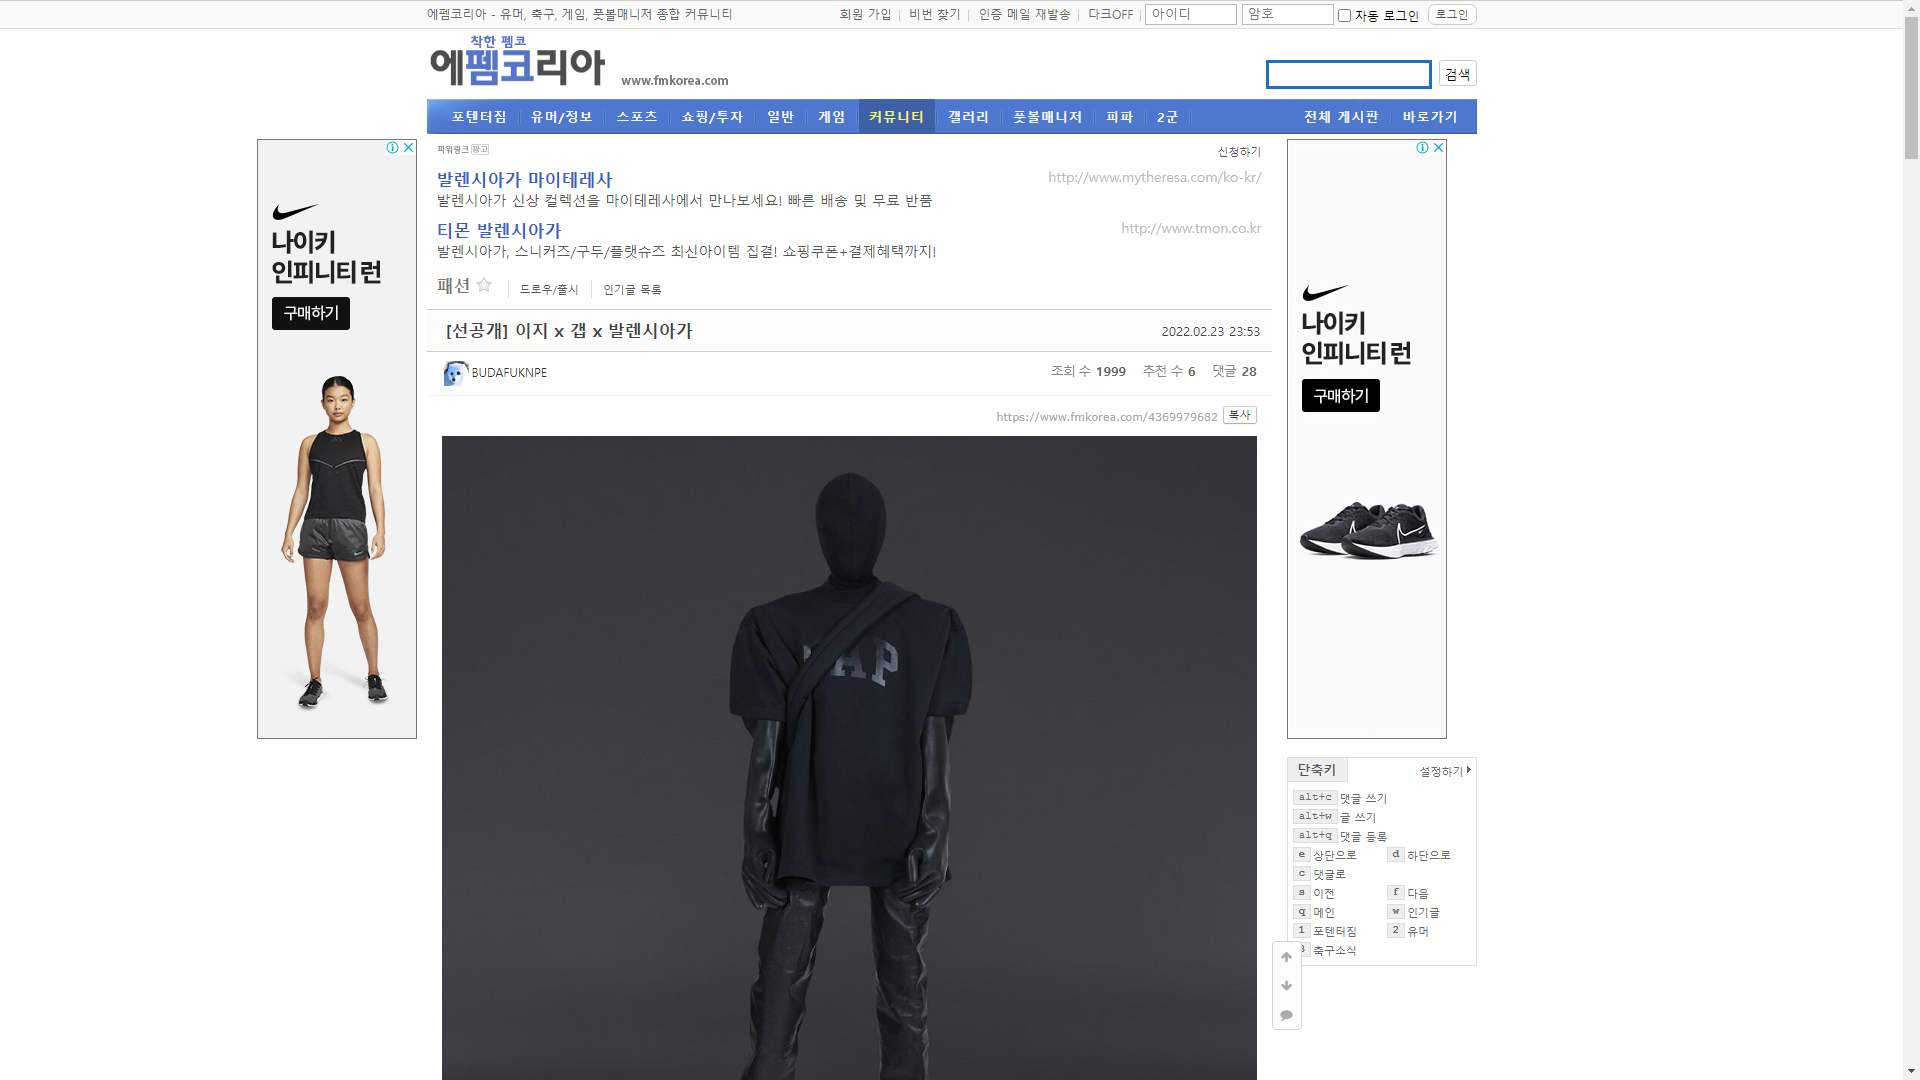 에펨코리아 - 유머, 축구, 게임, 풋볼매니저 종합 커뮤니티
회원 가입 | 비번 찾기 | 인증 메일 재발송 | 다크OFF | 아이디 암호 자동 로그인 로그인
착한 펨코
에펨코리아 www.fmkorea.com
검색
포텐터짐 유머/정보 스포츠 쇼핑/투자 일반 게임 커뮤니티 갤러리 풋볼매니저 피파 2군 전체 게시판 바로가기
나이키
인피니티 런
구매하기
파워링크 광고 신청하기
발렌시아가 마이테레사 http://www.mytheresa.com/ko-kr/
발렌시아가 신상 컬렉션을 마이테레사에서 만나보세요! 빠른 배송 및 무료 반품
티몬 발렌시아가 http://www.tmon.co.kr
발렌시아가, 스니커즈/구두/플랫슈즈 최신아이템 집결! 쇼핑쿠폰+결제혜택까지!
패션 드로우/출시 인기글 목록
[선공개] 이지 x 갭 x 발렌시아가 2022.02.23 23:53
BUDAFUKNPE 조회 수 1999 추천 수 6 댓글 28
https://www.fmkorea.com/4369979682 복사
AP
나이키
인피니티 런
구매하기
단축키 설정하기
alt+c 댓글 쓰기
alt+w 글 쓰기
alt+q 댓글 등록
e 상단으로 d 하단으로
c 댓글로
s 이전 f 다음
q 메인 w 인기글
1 포텐터짐 2 유머
3 축구소식